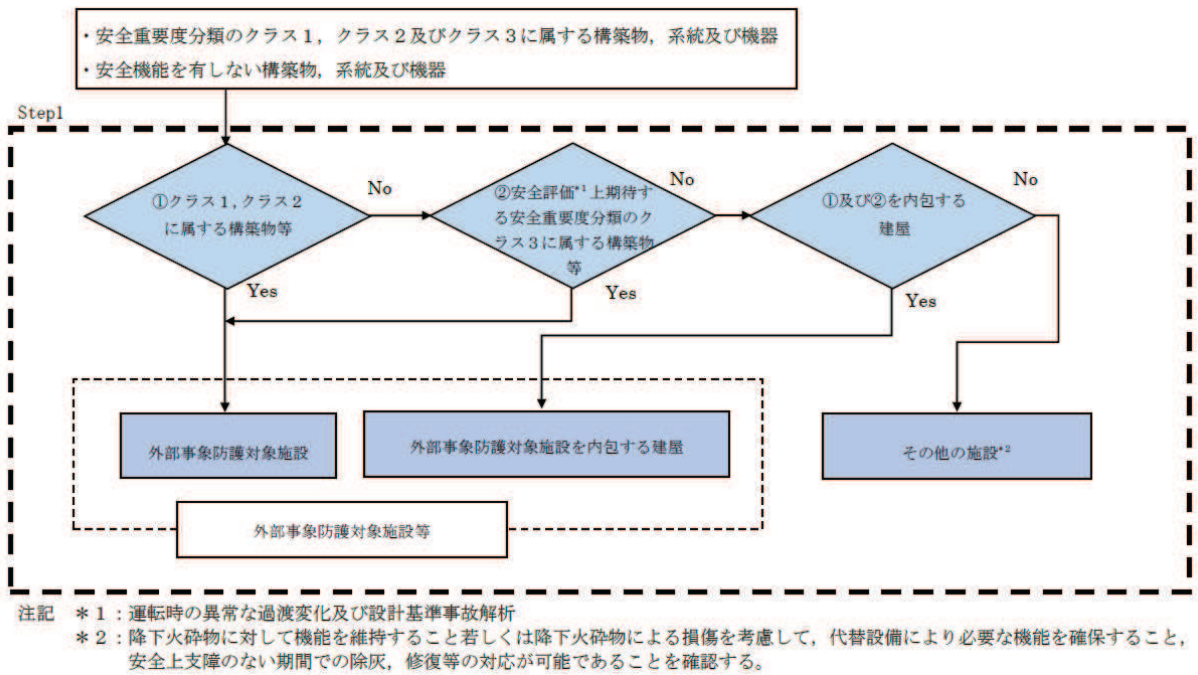 ・安全重要度分類のクラス１，クラス２及びクラス３に属する構築物，系統及び機器
・安全機能を有しない構築物，系統及び機器
Step1
①クラス１，クラス２
に属する構築物等
No
②安全評価*1上期待す
る安全重要度分類のク
ラス３に属する構築物
等
No
①及び②を内包する
建屋
No
Yes
Yes
Yes
外部事象防護対象施設
外部事象防護対象施設を内包する建屋
その他の施設*2
外部事象防護対象施設等
注記　＊１：運転時の異常な過渡変化及び設計基準事故解析
＊２：降下火砕物に対して機能を維持すること若しくは降下火砕物による損傷を考慮して，代替設備により必要な機能を確保すること，
安全上支障のない期間での除灰，修復等の対応が可能であることを確認する。